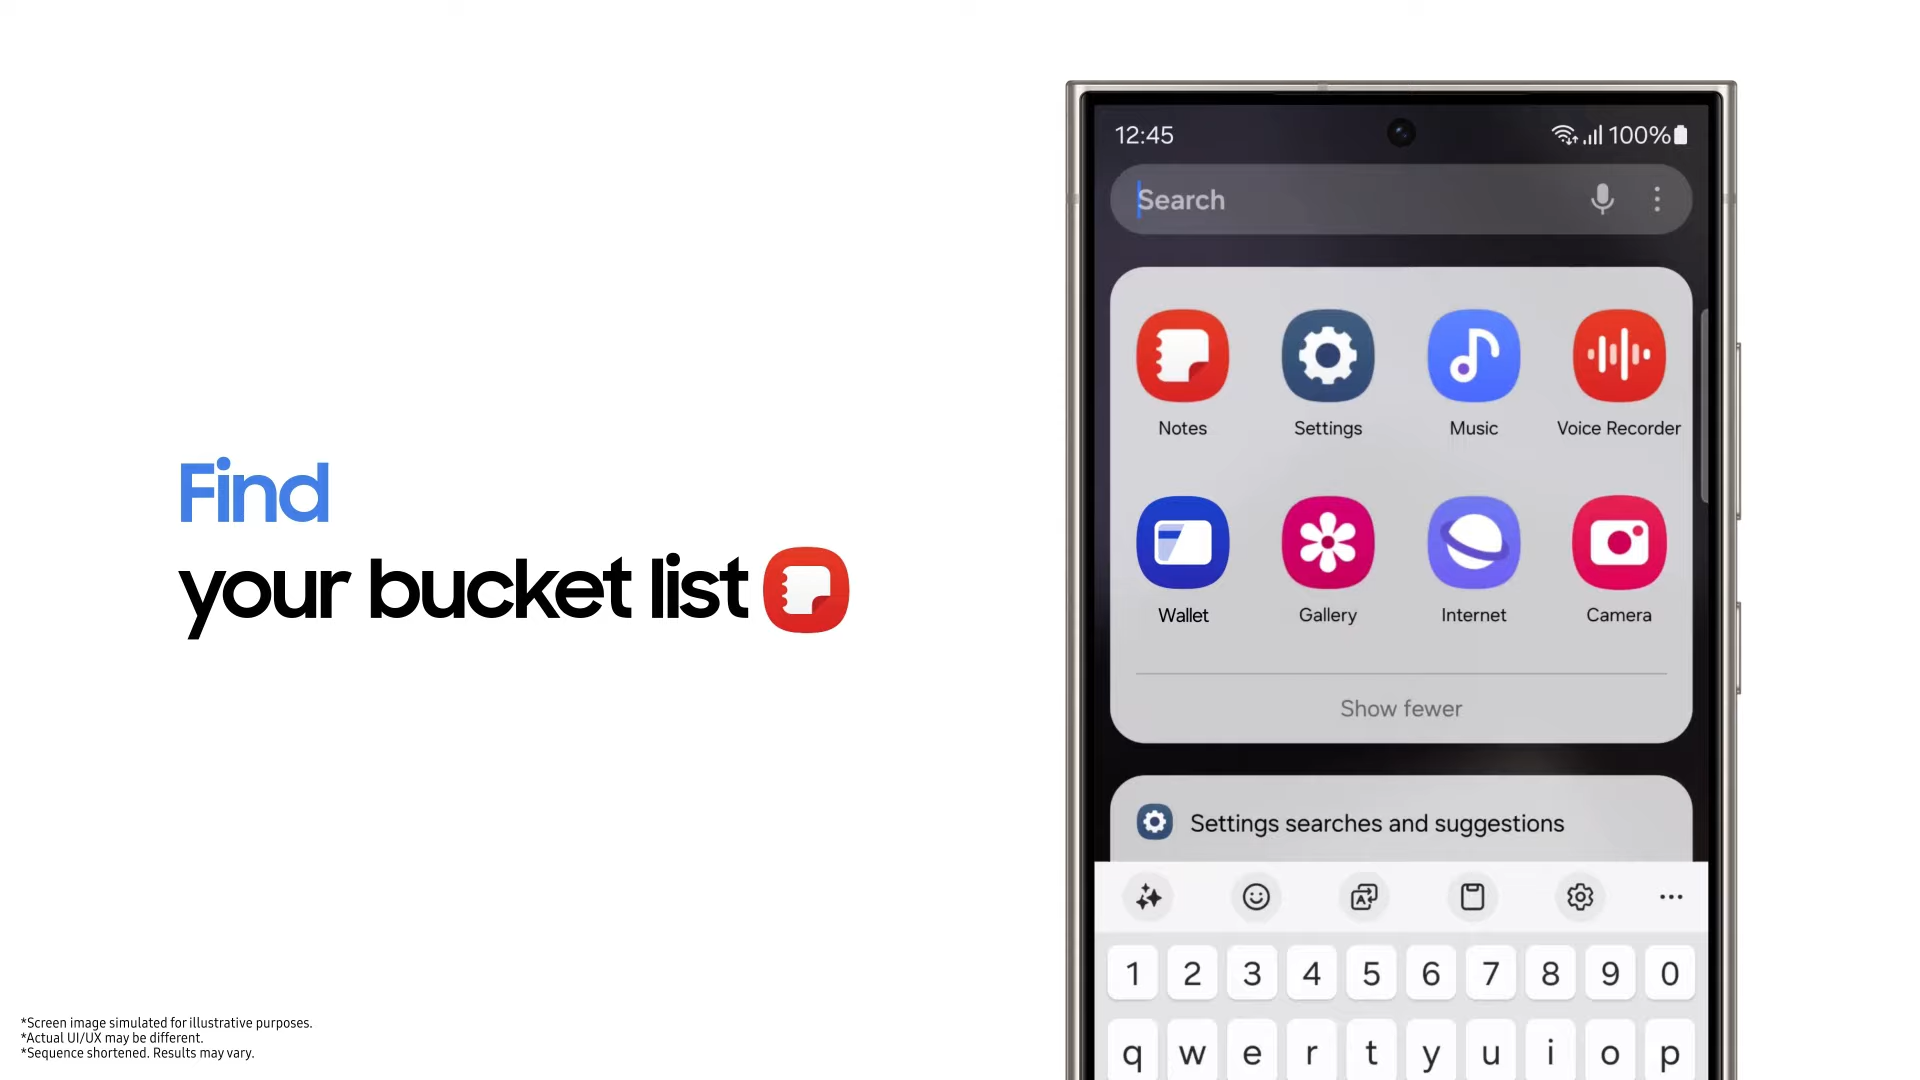 Find
your bucket list
*Screen image simulated for illustrative purposes.
*Actual UI/UX may be different.
*Sequence shortened. Results may vary.
12:45
100%
Search
Notes
Settings
Music
Voice Recorder
Wallet
Gallery
Internet
Camera
Show fewer
Settings searches and suggestions
1 2 3 4 5 6 7 8 9 0
q w e r t y u i o p